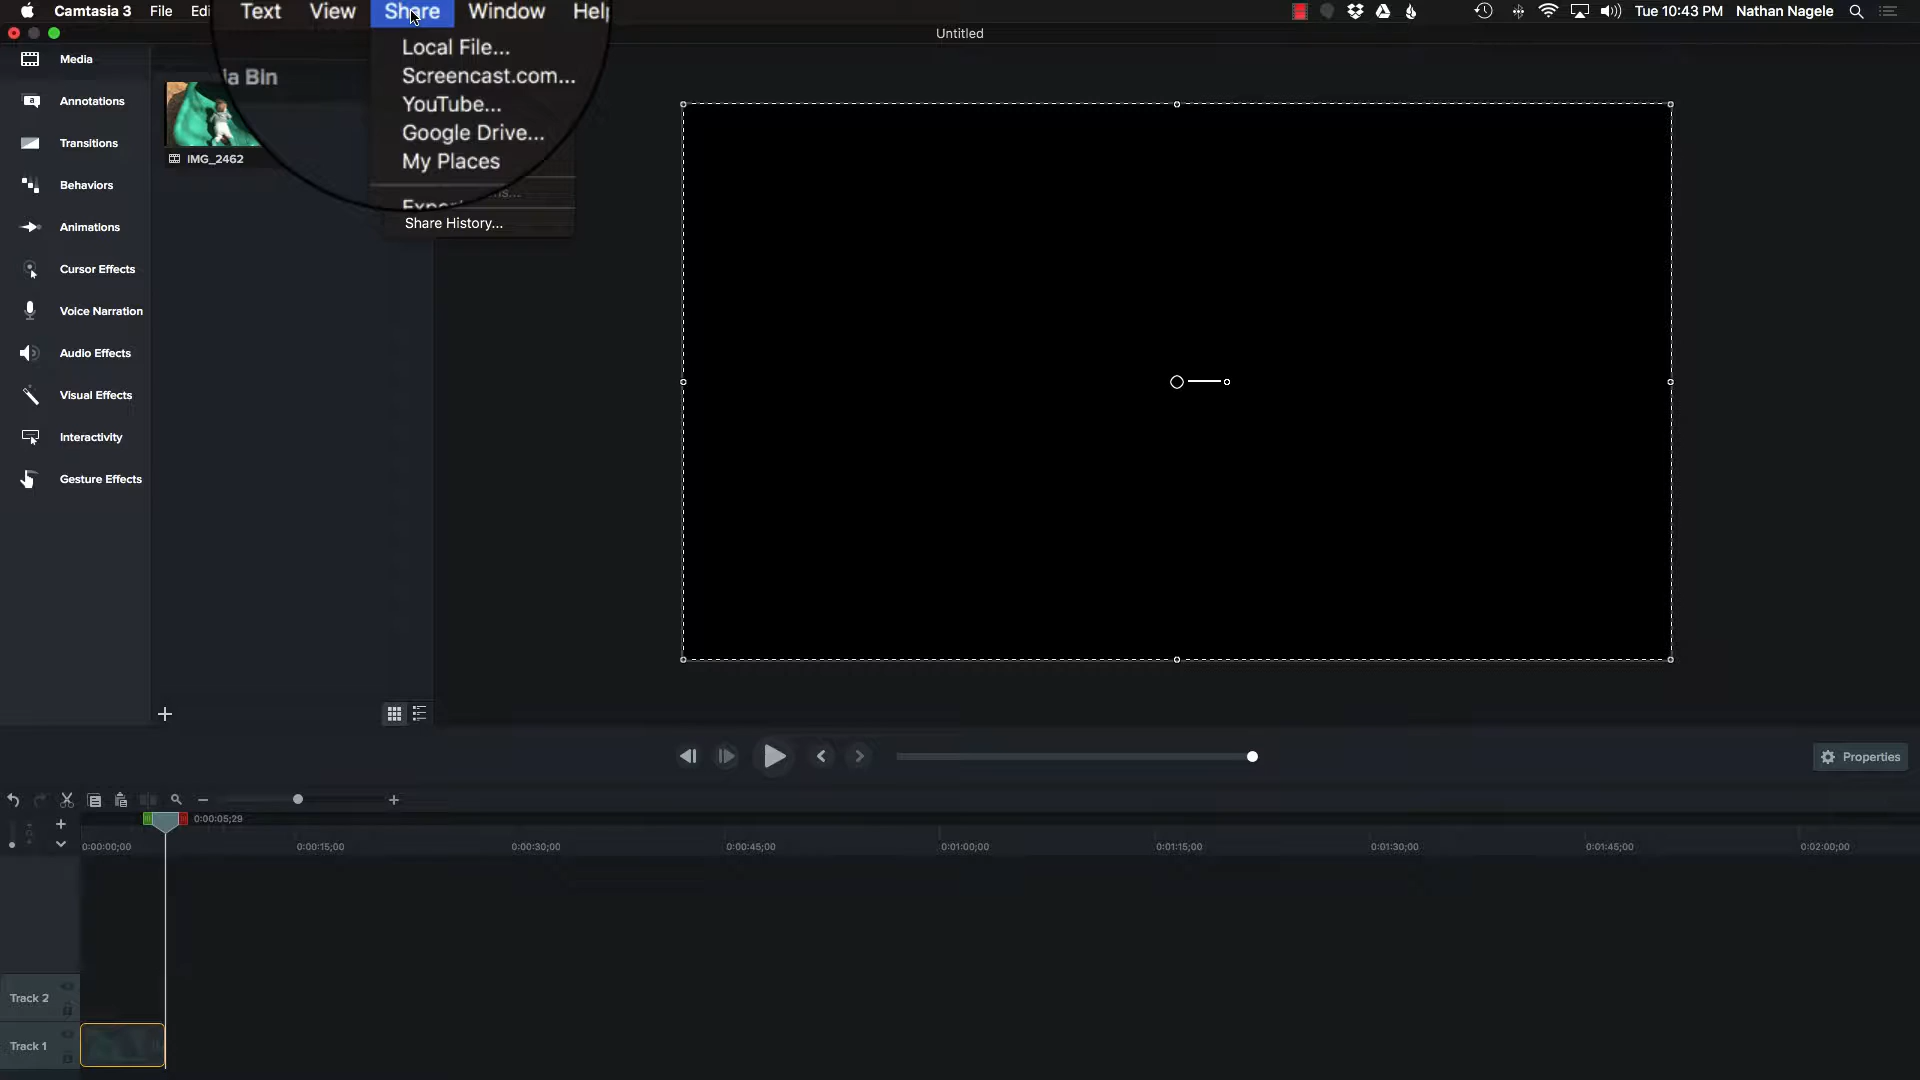 Camtasia 3 File Edi Text View Share Window Help
Tue 10:43 PM Nathan Nagele
Untitled
Local File...
Screencast.com...
YouTube...
Google Drive...
My Places
Share History...
Media
Annotations
Transitions
Behaviors
Animations
Cursor Effects
Voice Narration
Audio Effects
Visual Effects
Interactivity
Gesture Effects
ia Bin
IMG_2462
Properties
0:00:05;29
0:00:00;00 0:00:15;00 0:00:30;00 0:00:45;00 0:01:00;00 0:01:15;00 0:01:30;00 0:01:45;00 0:02:00;00
Track 2
Track 1